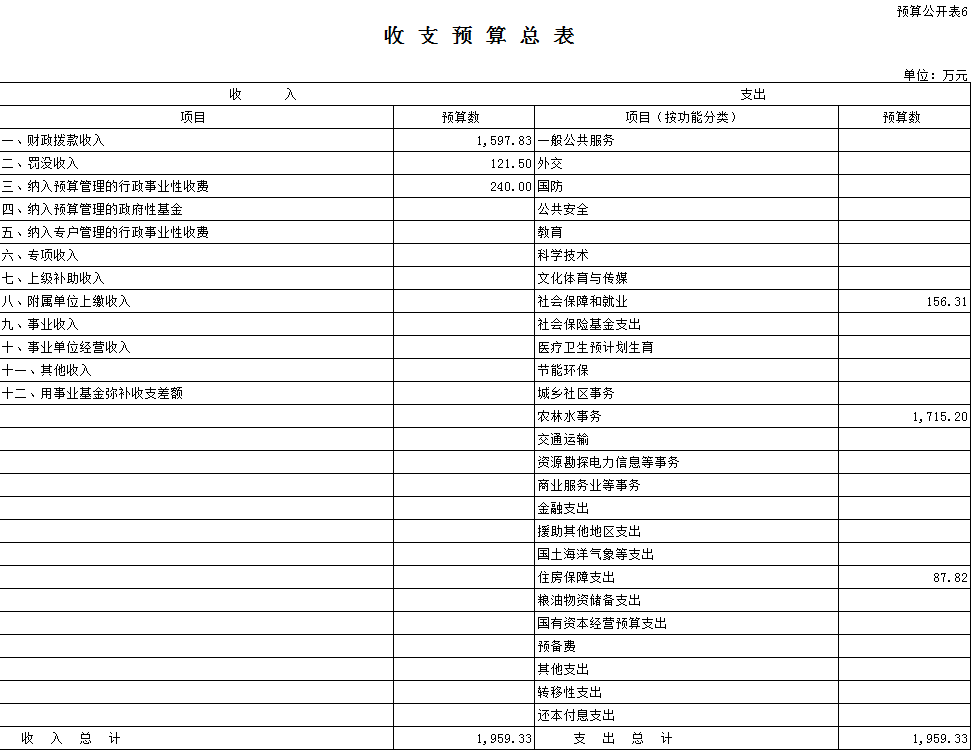 预算公开表6
收 支 预 算 总 表
单位：万元
收 入 支出
项目 预算数 项目（按功能分类） 预算数
一、财政拨款收入 1,597.83 一般公共服务
二、罚没收入 121.50 外交
三、纳入预算管理的行政事业性收费 240.00 国防
四、纳入预算管理的政府性基金 公共安全
五、纳入专户管理的行政事业性收费 教育
六、专项收入 科学技术
七、上级补助收入 文化体育与传媒
八、附属单位上缴收入 社会保障和就业 156.31
九、事业收入 社会保险基金支出
十、事业单位经营收入 医疗卫生预计划生育
十一、其他收入 节能环保
十二、用事业基金弥补收支差额 城乡社区事务
农林水事务 1,715.20
交通运输
资源勘探电力信息等事务
商业服务业等事务
金融支出
援助其他地区支出
国土海洋气象等支出
住房保障支出 87.82
粮油物资储备支出
国有资本经营预算支出
预备费
其他支出
转移性支出
还本付息支出
收 入 总 计 1,959.33 支 出 总 计 1,959.33